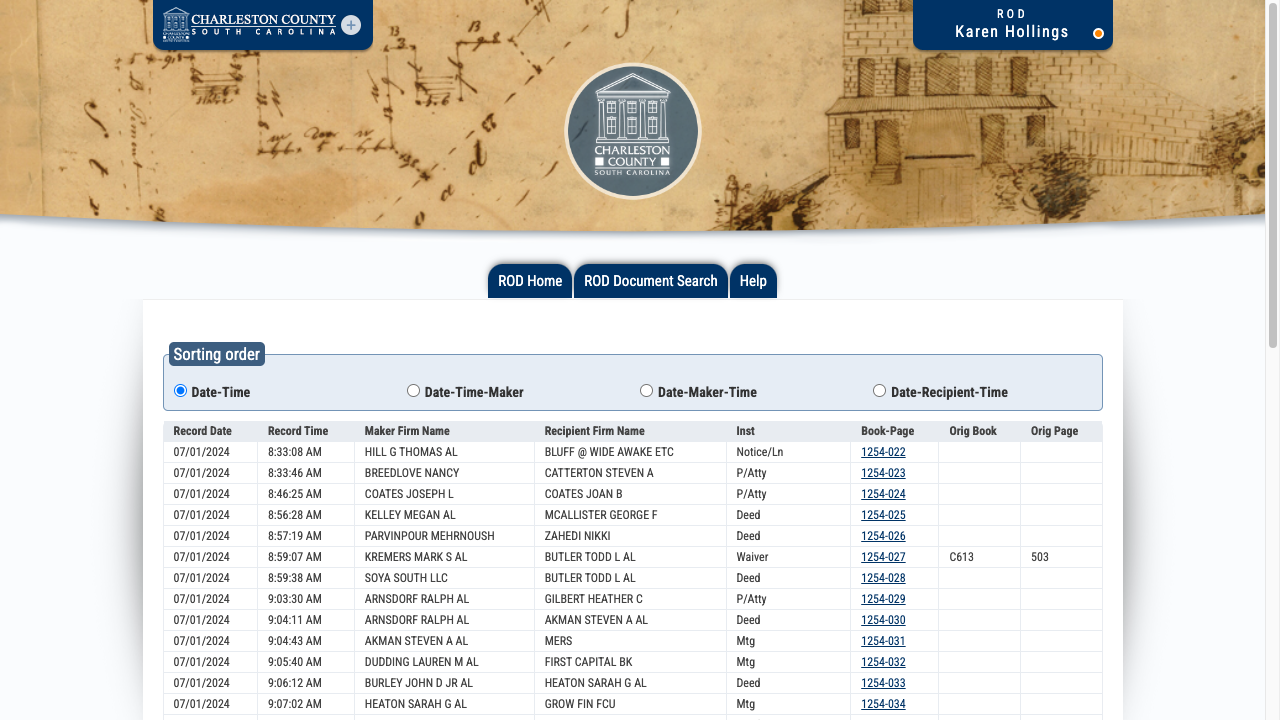 CHARLESTON COUNTY
SOUTH CAROLINA
ROD
Karen Hollings
CHARLESTON
COUNTY
SOUTH CAROLINA
ROD Home ROD Document Search Help
Sorting order
Date-Time Date-Time-Maker Date-Maker-Time Date-Recipient-Time
Record Date Record Time Maker Firm Name Recipient Firm Name Inst Book-Page Orig Book Orig Page
07/01/2024 8:33:08 AM HILL G THOMAS AL BLUFF @ WIDE AWAKE ETC Notice/Ln 1254-022
07/01/2024 8:33:46 AM BREEDLOVE NANCY CATTERTON STEVEN A P/Atty 1254-023
07/01/2024 8:46:25 AM COATES JOSEPH L COATES JOAN B P/Atty 1254-024
07/01/2024 8:56:28 AM KELLEY MEGAN AL MCALLISTER GEORGE F Deed 1254-025
07/01/2024 8:57:19 AM PARVINPOUR MEHRNOUSH ZAHEDI NIKKI Deed 1254-026
07/01/2024 8:59:07 AM KREMERS MARK S AL BUTLER TODD L AL Waiver 1254-027 C613 503
07/01/2024 8:59:38 AM SOYA SOUTH LLC BUTLER TODD L AL Deed 1254-028
07/01/2024 9:03:30 AM ARNSDORF RALPH AL GILBERT HEATHER C P/Atty 1254-029
07/01/2024 9:04:11 AM ARNSDORF RALPH AL AKMAN STEVEN A AL Deed 1254-030
07/01/2024 9:04:43 AM AKMAN STEVEN A AL MERS Mtg 1254-031
07/01/2024 9:05:40 AM DUDDING LAUREN M AL FIRST CAPITAL BK Mtg 1254-032
07/01/2024 9:06:12 AM BURLEY JOHN D JR AL HEATON SARAH G AL Deed 1254-033
07/01/2024 9:07:02 AM HEATON SARAH G AL GROW FIN FCU Mtg 1254-034